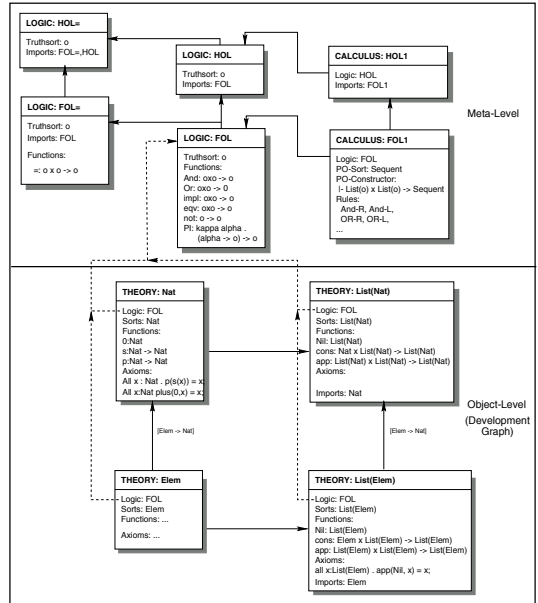 LOGIC: HOL=
Truthsort: o
Imports: FOL=,HOL
LOGIC: HOL
Truthsort: o
Imports: FOL
CALCULUS: HOL1
Logic: HOL
Imports: FOL1
LOGIC: FOL=
Truthsort: o
Imports: FOL
Functions:
=: o x o -> o
Meta-Level
LOGIC: FOL
Truthsort: o
Functions:
And: oxo -> o
Or: oxo -> 0
impl: oxo -> o
eqv: oxo -> o
not: o -> o
PI: kappa alpha .
(alpha -> o) -> o
CALCULUS: FOL1
Logic: FOL
PO-Sort: Sequent
PO-Constructor:
|- List(o) x List(o) -> Sequent
Rules:
And-R, And-L,
OR-R, OR-L,
...
THEORY: Nat
Logic: FOL
Sorts: Nat
Functions:
0:Nat
s:Nat -> Nat
p:Nat -> Nat
Axioms:
All x : Nat . p(s(x)) = x;
All x:Nat plus(0,x) = x;
THEORY: List(Nat)
Logic: FOL
Sorts: List(Nat)
Functions:
Nil: List(Nat)
cons: Nat x List(Nat) -> List(Nat)
app: List(Nat) x List(Nat) -> List(Nat)
Axioms:
Imports: Nat
Object-Level
(Development
Graph)
[Elem -> Nat]
[Elem -> Nat]
THEORY: Elem
Logic: FOL
Sorts: Elem
Functions: ...
Axioms: ...
THEORY: List(Elem)
Logic: FOL
Sorts: List(Elem)
Functions:
Nil: List(Elem)
cons: Elem x List(Elem) -> List(Elem)
app: List(Elem) x List(Elem) -> List(Elem)
Axioms:
all x:List(Elem) . app(Nil, x) = x;
Imports: Elem